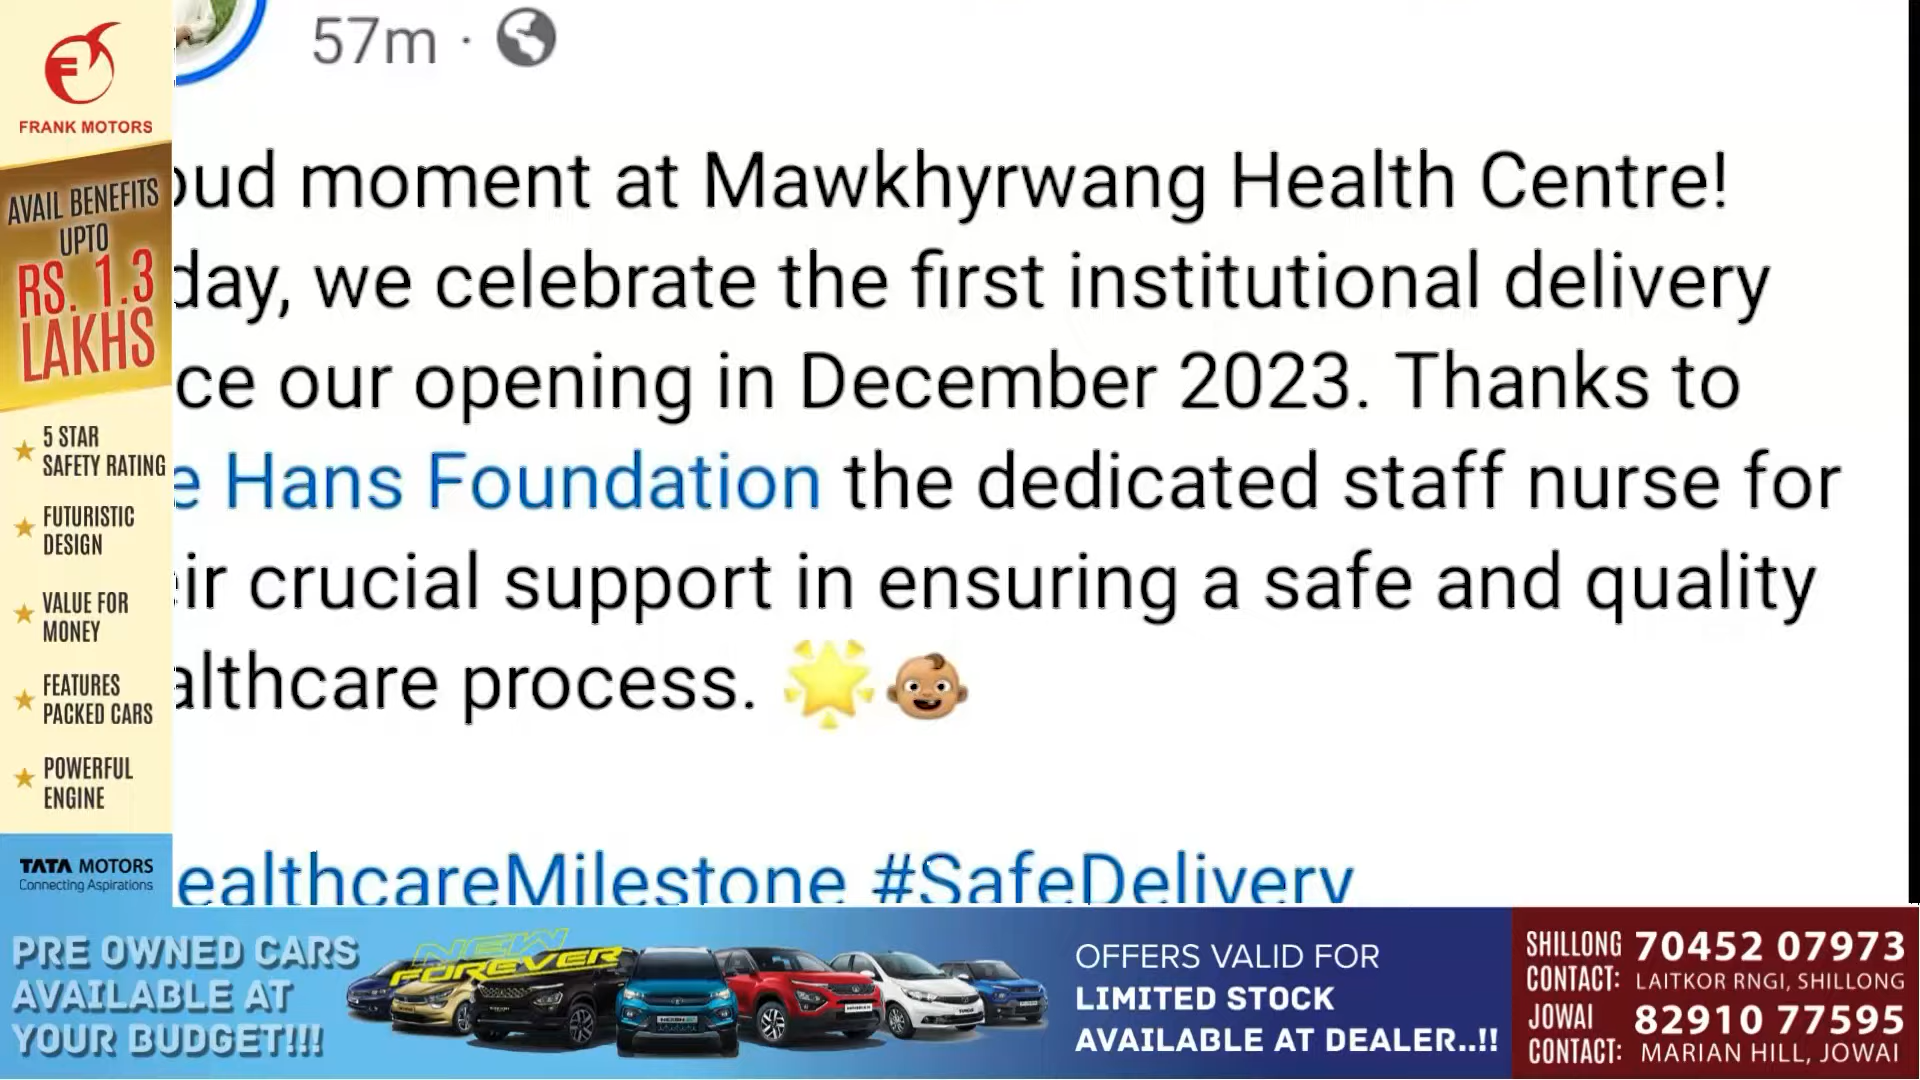 FRANK MOTORS
AVAIL BENEFITS
UPTO
RS. 1.3
LAKHS
5 STAR
SAFETY RATING
FUTURISTIC
DESIGN
VALUE FOR
MONEY
FEATURES
PACKED CARS
POWERFUL
ENGINE
TATA MOTORS
Connecting Aspirations
57m ·
oud moment at Mawkhyrwang Health Centre!
day, we celebrate the first institutional delivery
ce our opening in December 2023. Thanks to
e Hans Foundation the dedicated staff nurse for
eir crucial support in ensuring a safe and quality
althcare process. 🌟👶🏽
ealthcareMilestone #SafeDelivery
PRE OWNED CARS
AVAILABLE AT
YOUR BUDGET!!!
NEW
FOREVER
OFFERS VALID FOR
LIMITED STOCK
AVAILABLE AT DEALER..!!
SHILLONG CONTACT: 70452 07973
LAITKOR RNGI, SHILLONG
JOWAI CONTACT: 82910 77595
MARIAN HILL, JOWAI